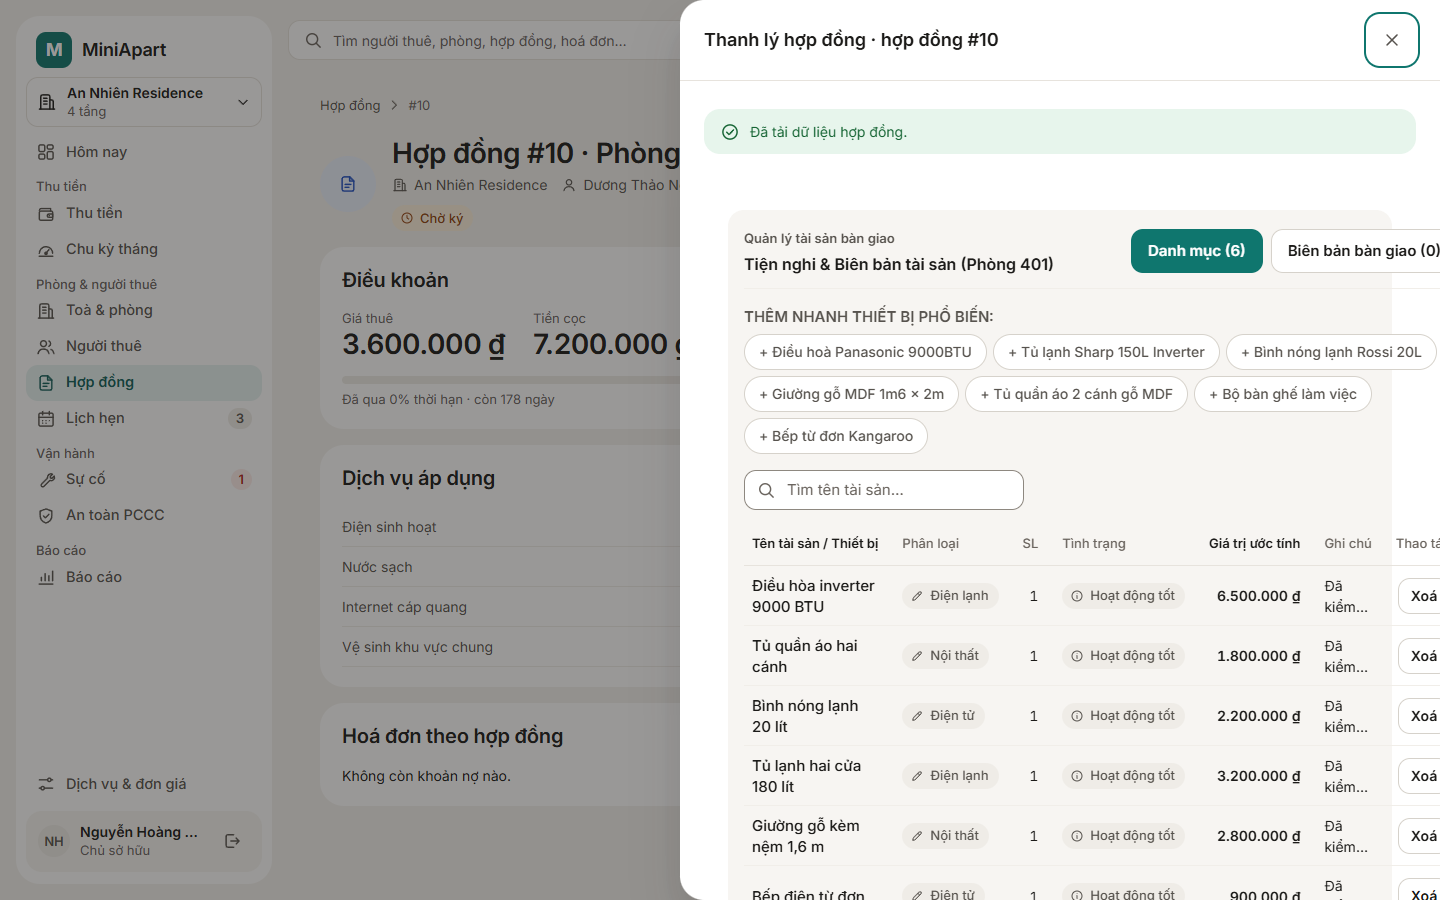 M MiniApart
An Nhiên Residence
4 tầng
Hôm nay
Thu tiền
Thu tiền
Chu kỳ tháng
Phòng & người thuê
Toà & phòng
Người thuê
Hợp đồng
Lịch hẹn 3
Vận hành
Sự cố 1
An toàn PCCC
Báo cáo
Báo cáo
Dịch vụ & đơn giá
NH Nguyễn Hoàng ...
Chủ sở hữu
Tìm người thuê, phòng, hợp đồng, hoá đơn...
Hợp đồng > #10
Hợp đồng #10 · Phòng
An Nhiên Residence Dương Thảo N
Chờ ký
Điều khoản
Giá thuê Tiền cọc
3.600.000 ₫ 7.200.000 ₫
Đã qua 0% thời hạn · còn 178 ngày
Dịch vụ áp dụng
Điện sinh hoạt
Nước sạch
Internet cáp quang
Vệ sinh khu vực chung
Hoá đơn theo hợp đồng
Không còn khoản nợ nào.
Thanh lý hợp đồng · hợp đồng #10
Đã tải dữ liệu hợp đồng.
Quản lý tài sản bàn giao
Tiện nghi & Biên bản tài sản (Phòng 401)
Danh mục (6) Biên bản bàn giao (0)
THÊM NHANH THIẾT BỊ PHỔ BIẾN:
+ Điều hoà Panasonic 9000BTU + Tủ lạnh Sharp 150L Inverter + Bình nóng lạnh Rossi 20L
+ Giường gỗ MDF 1m6 × 2m + Tủ quần áo 2 cánh gỗ MDF + Bộ bàn ghế làm việc
+ Bếp từ đơn Kangaroo
Tìm tên tài sản...
Tên tài sản / Thiết bị Phân loại SL Tình trạng Giá trị ước tính Ghi chú Thao tá
Điều hòa inverter 9000 BTU Điện lạnh 1 Hoạt động tốt 6.500.000 ₫ Đã kiểm... Xoá
Tủ quần áo hai cánh Nội thất 1 Hoạt động tốt 1.800.000 ₫ Đã kiểm... Xoá
Bình nóng lạnh 20 lít Điện tử 1 Hoạt động tốt 2.200.000 ₫ Đã kiểm... Xoá
Tủ lạnh hai cửa 180 lít Điện lạnh 1 Hoạt động tốt 3.200.000 ₫ Đã kiểm... Xoá
Giường gỗ kèm nệm 1,6 m Nội thất 1 Hoạt động tốt 2.800.000 ₫ Đã kiểm... Xoá
Bếp điện từ đơn Điện tử 1 Hoạt động tốt 900.000 ₫ Đã Xoá